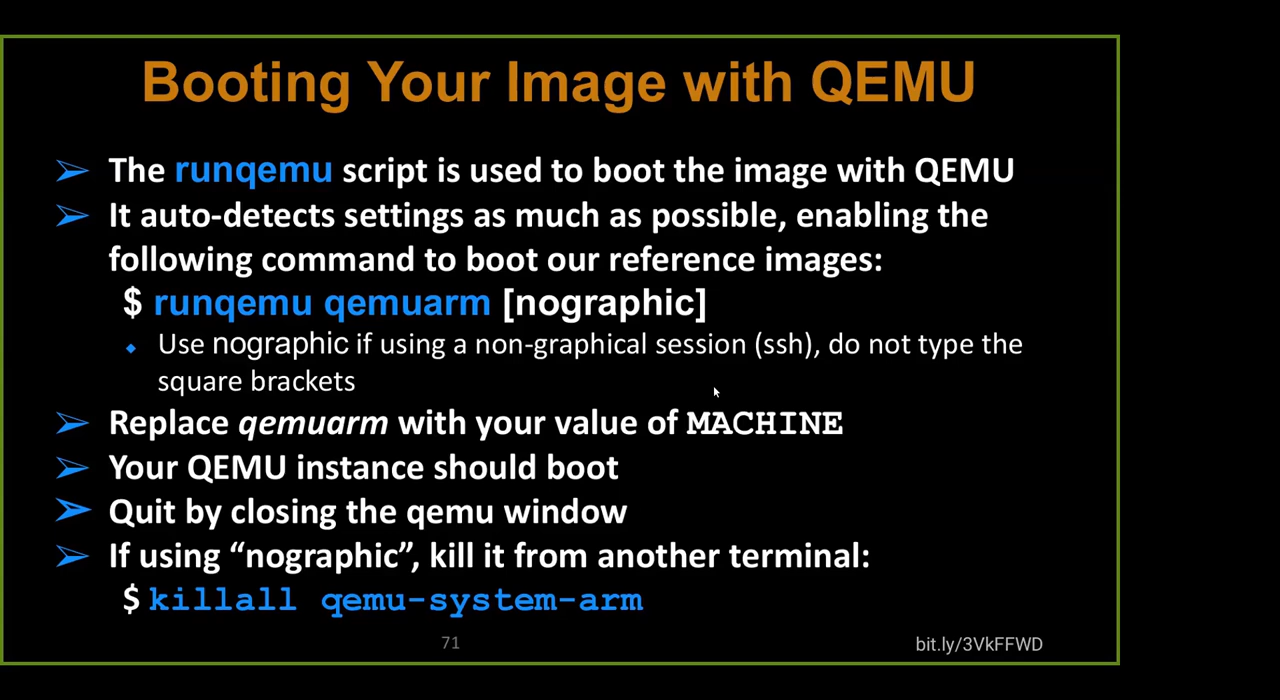 Booting Your Image with QEMU
➢ The runqemu script is used to boot the image with QEMU
➢ It auto-detects settings as much as possible, enabling the
following command to boot our reference images:
$ runqemu qemuarm [nographic]
◆ Use nographic if using a non-graphical session (ssh), do not type the
square brackets
➢ Replace qemuarm with your value of MACHINE
➢ Your QEMU instance should boot
➢ Quit by closing the qemu window
➢ If using “nographic”, kill it from another terminal:
$ killall qemu-system-arm
71
bit.ly/3VkFFWD